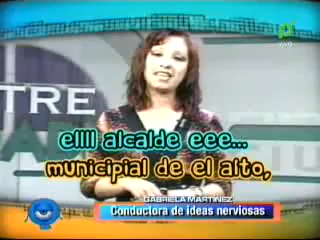 TRE
ellll alcalde eee...
municipial de el alto,
GABRIELA MARTINEZ
Conductora de ideas nerviosas